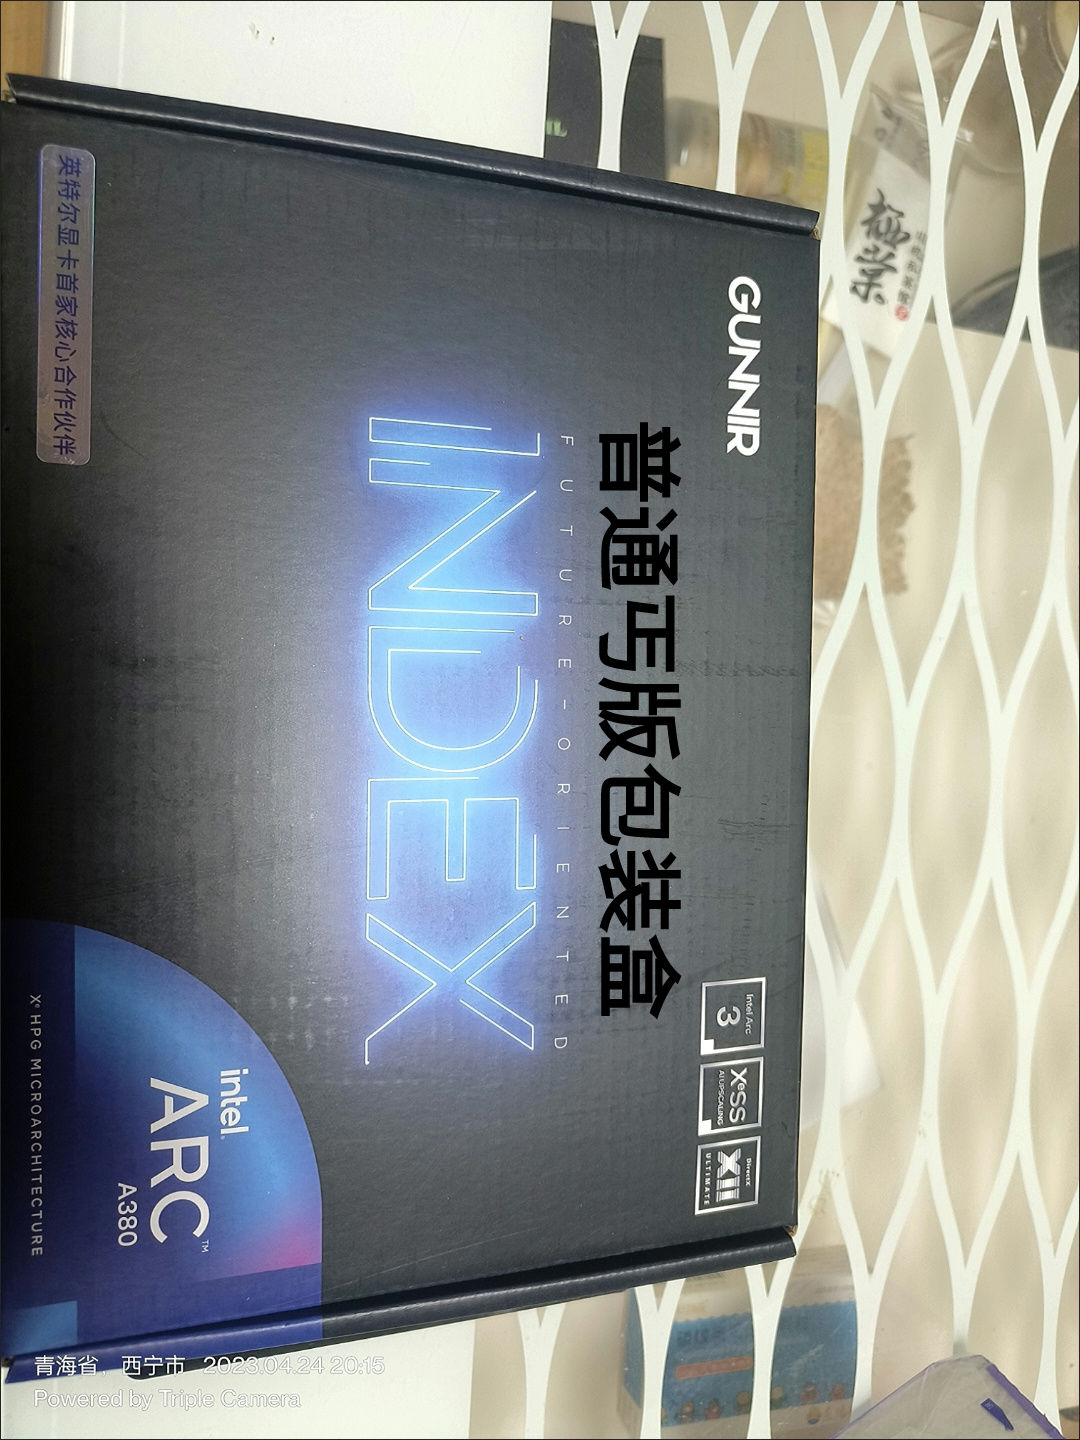 GUNNIR
普通丐版包装盒
FUTURE-ORIENTED
INDEX
Intel Arc
3
XeSS
AI UPSCALING
DirectX
XII
ULTIMATE
intel.
ARC™
A380
Xe HPG MICROARCHITECTURE
英特尔显卡首家核心合作伙伴
青海省，西宁市 2023.04.24 20:15
Powered by Triple Camera